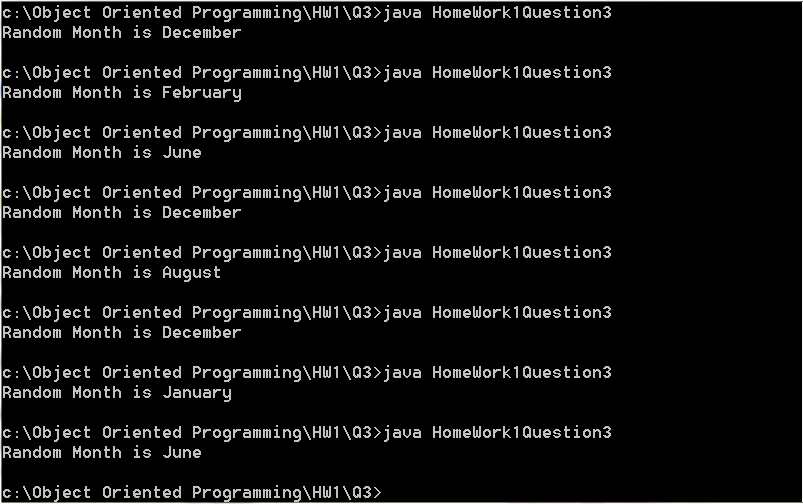 c:\Object Oriented Programming\HW1\Q3>java HomeWork1Question3
Random Month is December
c:\Object Oriented Programming\HW1\Q3>java HomeWork1Question3
Random Month is February
c:\Object Oriented Programming\HW1\Q3>java HomeWork1Question3
Random Month is June
c:\Object Oriented Programming\HW1\Q3>java HomeWork1Question3
Random Month is December
c:\Object Oriented Programming\HW1\Q3>java HomeWork1Question3
Random Month is August
c:\Object Oriented Programming\HW1\Q3>java HomeWork1Question3
Random Month is December
c:\Object Oriented Programming\HW1\Q3>java HomeWork1Question3
Random Month is January
c:\Object Oriented Programming\HW1\Q3>java HomeWork1Question3
Random Month is June
c:\Object Oriented Programming\HW1\Q3>